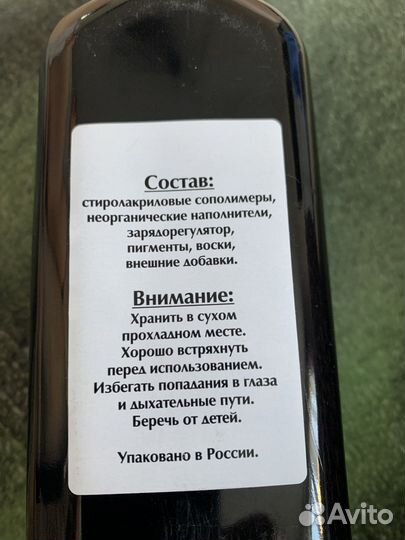 Состав:
стиролакриловые сополимеры,
неорганические наполнители,
зарядорегулятор,
пигменты, воски,
внешние добавки.
Внимание:
Хранить в сухом
прохладном месте.
Хорошо встряхнуть
перед использованием.
Избегать попадания в глаза
и дыхательные пути.
Беречь от детей.
Упаковано в России.
Avito